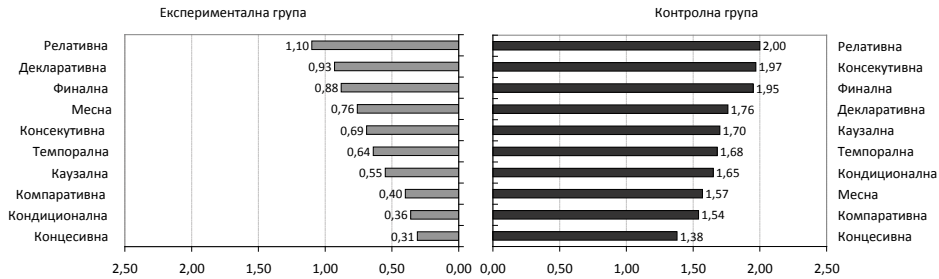 Експериментална група
Контролна група
Релативна 1,10 2,00 Релативна
Декларативна 0,93 1,97 Консекутивна
Финална 0,88 1,95 Финална
Месна 0,76 1,76 Декларативна
Консекутивна 0,69 1,70 Каузална
Темпорална 0,64 1,68 Темпорална
Каузална 0,55 1,65 Кондиционална
Компаративна 0,40 1,57 Месна
Кондиционална 0,36 1,54 Компаративна
Концесивна 0,31 1,38 Концесивна
2,50 2,00 1,50 1,00 0,50 0,00 0,00 0,50 1,00 1,50 2,00 2,50